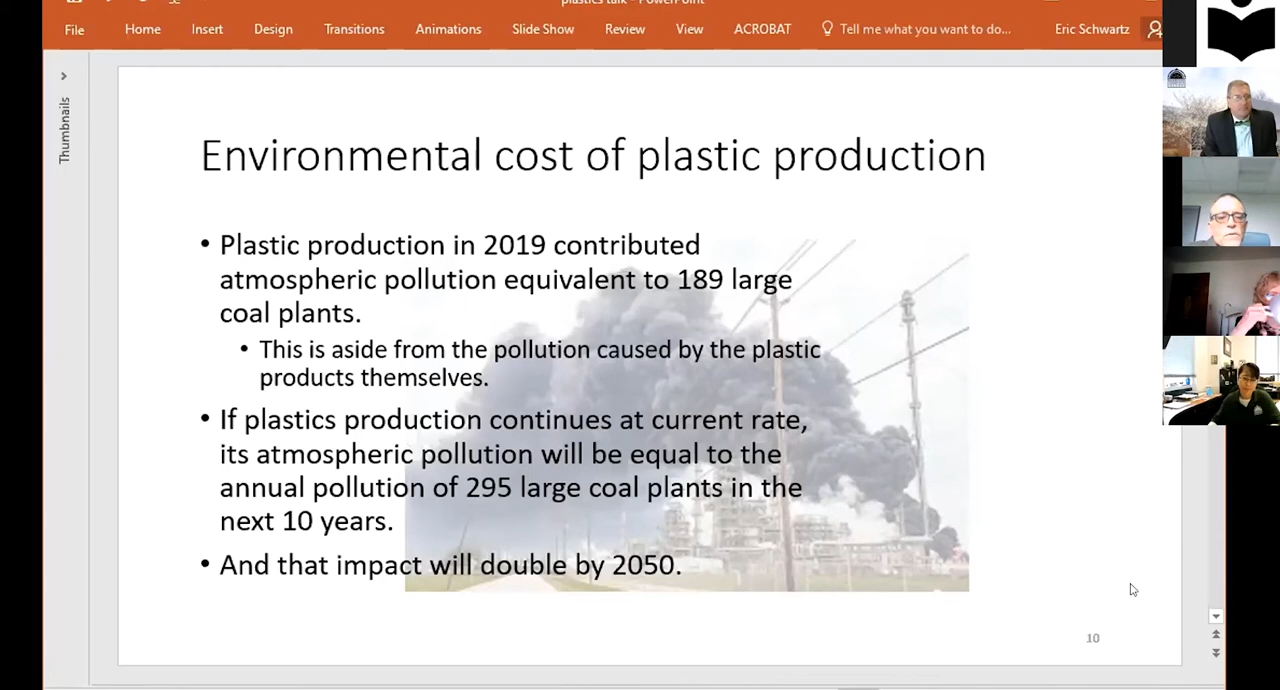 plastics talk - PowerPoint
File Home Insert Design Transitions Animations Slide Show Review View ACROBAT Tell me what you want to do... Eric Schwartz
Thumbnails
Environmental cost of plastic production
• Plastic production in 2019 contributed
atmospheric pollution equivalent to 189 large
coal plants.
• This is aside from the pollution caused by the plastic
products themselves.
• If plastics production continues at current rate,
its atmospheric pollution will be equal to the
annual pollution of 295 large coal plants in the
next 10 years.
• And that impact will double by 2050.
10